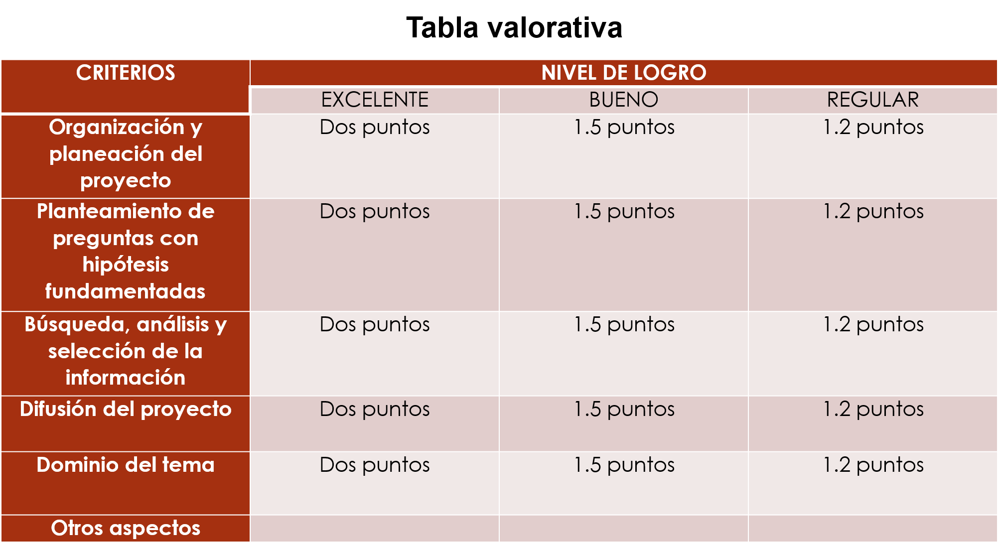 Tabla valorativa
CRITERIOS
NIVEL DE LOGRO
EXCELENTE
BUENO
REGULAR
Organización y
planeación del
proyecto
Dos puntos
1.5 puntos
1.2 puntos
Planteamiento de
preguntas con
hipótesis
fundamentadas
Dos puntos
1.5 puntos
1.2 puntos
Búsqueda, análisis y
selección de la
información
Dos puntos
1.5 puntos
1.2 puntos
Difusión del proyecto
Dos puntos
1.5 puntos
1.2 puntos
Dominio del tema
Dos puntos
1.5 puntos
1.2 puntos
Otros aspectos